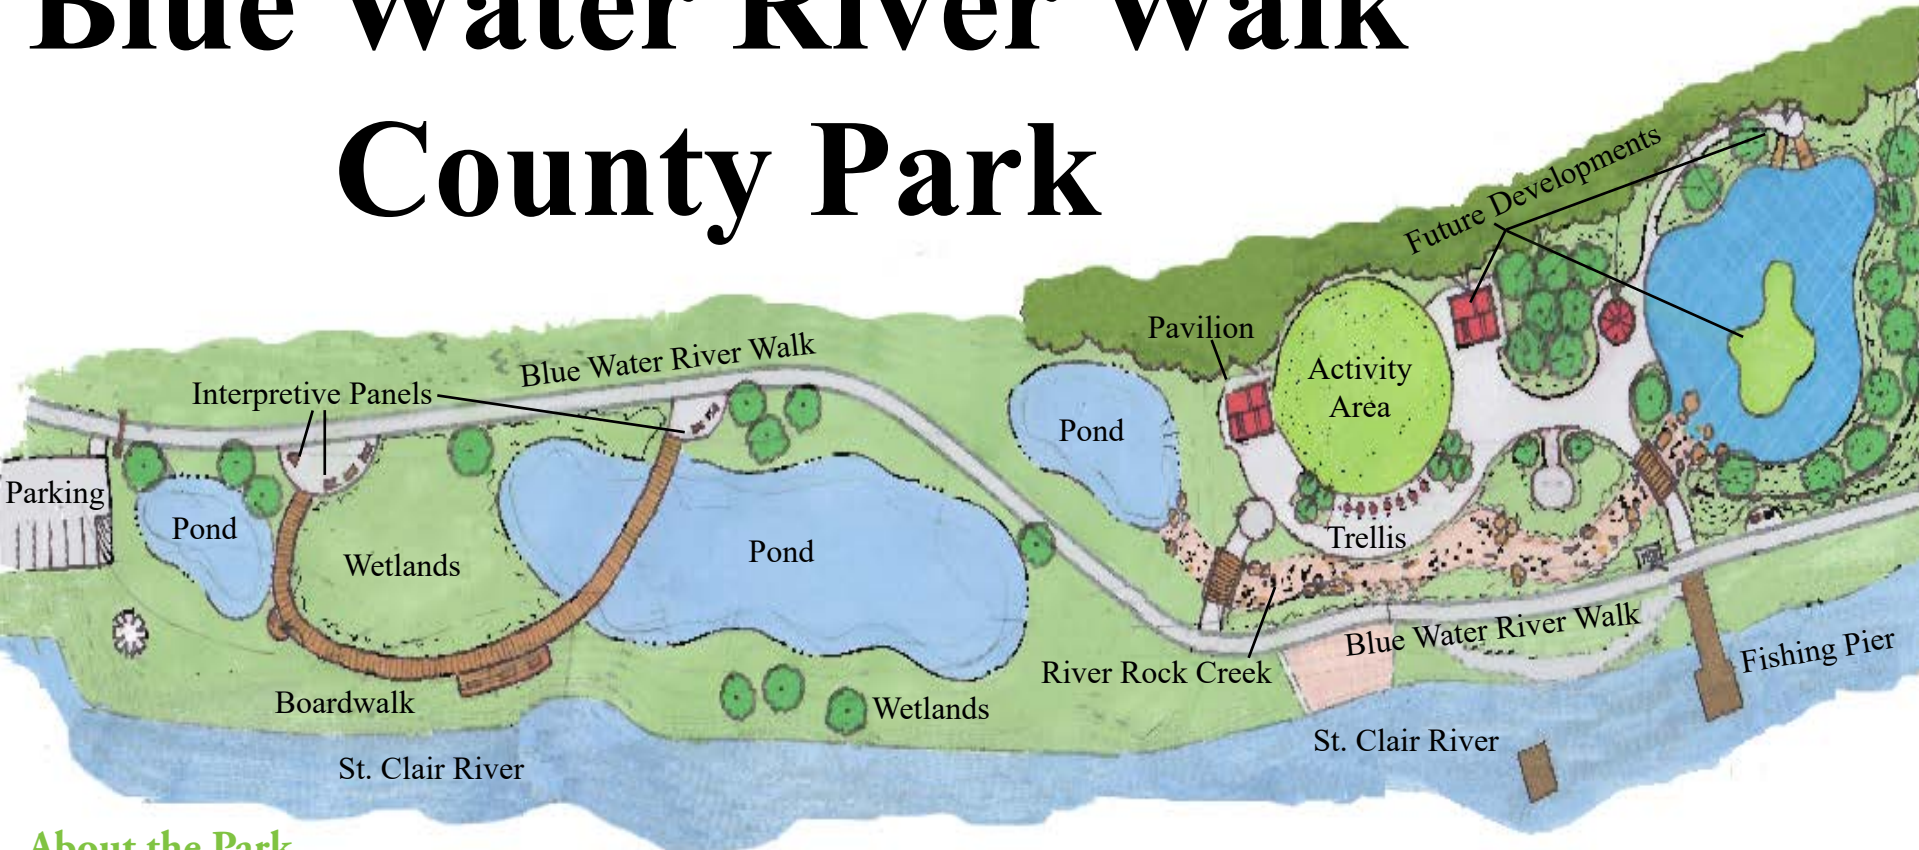 Blue Water River Walk
County Park
Future Developments
Pavilion
Blue Water River Walk
Activity
Area
Interpretive Panels
Pond
Parking
Pond
Trellis
Pond
Wetlands
Blue Water River Walk
Fishing Pier
River Rock Creek
Boardwalk
Wetlands
St. Clair River
St. Clair River
About the Park